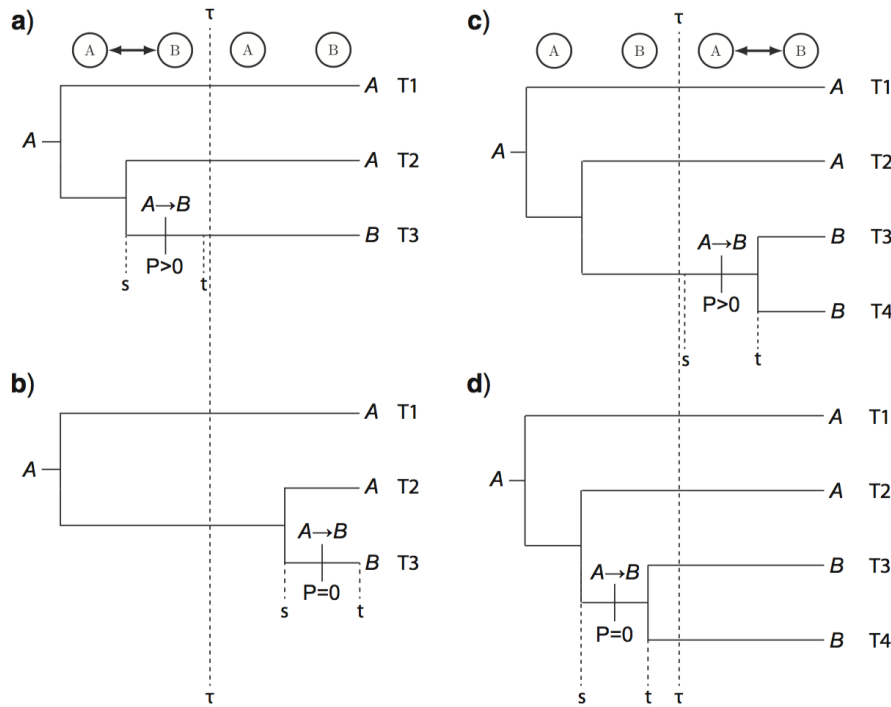 a)
τ
A B A B
A T1
A
A T2
A→B
B T3
P>0
s t
b)
A T1
A
A T2
A→B
B T3
P=0
s t
τ
c)
τ
A B A B
A T1
A
A T2
A→B
B T3
P>0
B T4
s t
d)
A T1
A
A T2
A→B
B T3
P=0
B T4
s t τ